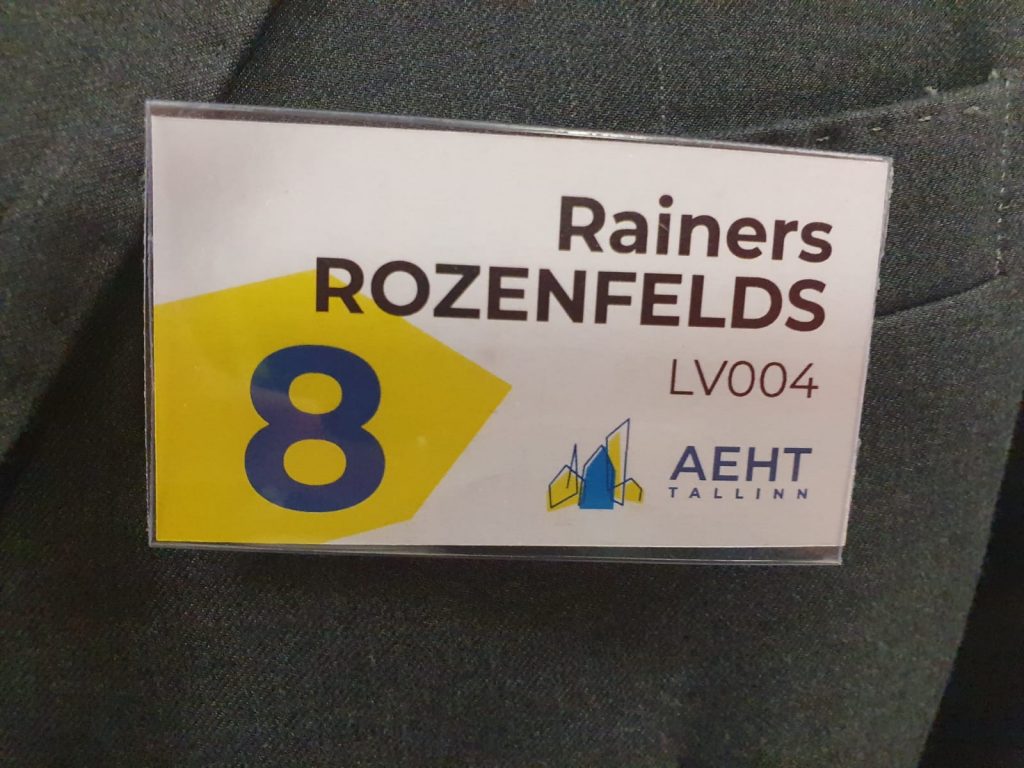 Rainers
ROZENFELDS
8
LV004
AEHT
TALLINN